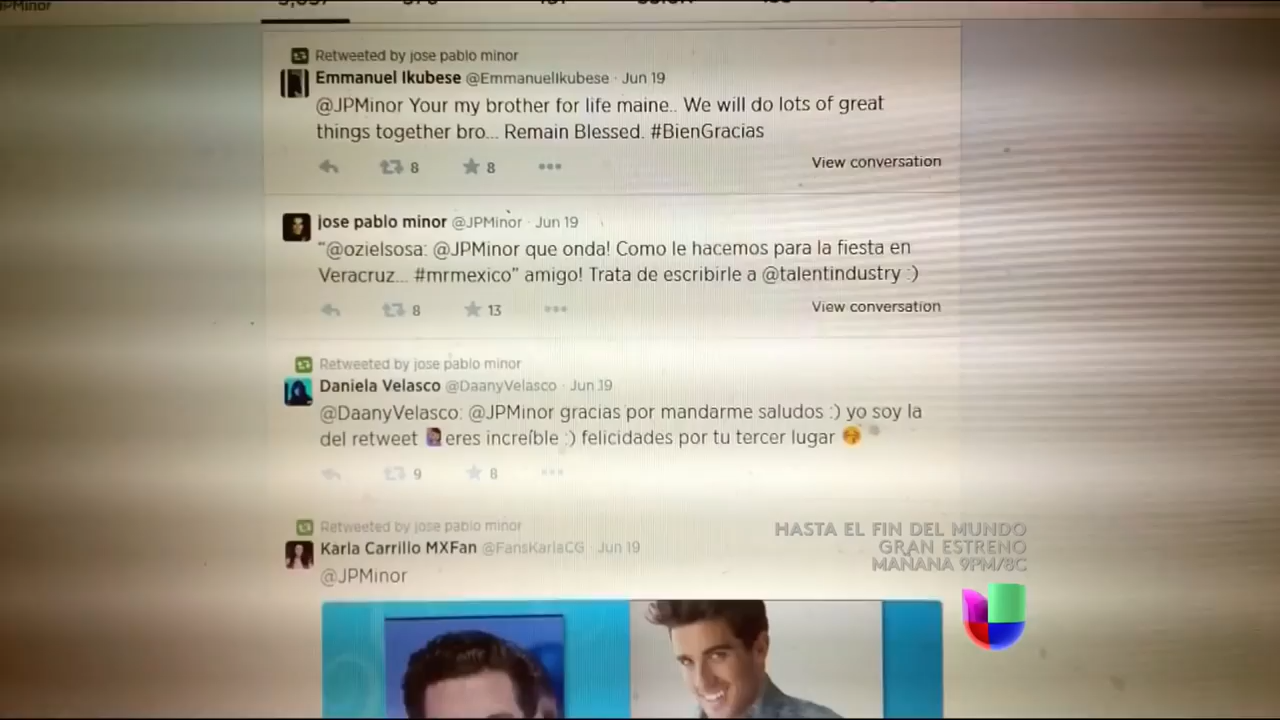 JPMinor
Retweeted by jose pablo minor
Emmanuel Ikubese @EmmanuelIkubese · Jun 19
@JPMinor Your my brother for life maine.. We will do lots of great
things together bro... Remain Blessed. #BienGracias
8 8
View conversation
jose pablo minor @JPMinor · Jun 19
"@ozielsosa: @JPMinor que onda! Como le hacemos para la fiesta en
Veracruz... #mrmexico" amigo! Trata de escribirle a @talentindustry :)
8 13
View conversation
Retweeted by jose pablo minor
Daniela Velasco @DaanyVelasco · Jun 19
@DaanyVelasco: @JPMinor gracias por mandarme saludos :) yo soy la
del retweet eres increíble :) felicidades por tu tercer lugar
9 8
Retweeted by jose pablo minor
Karla Carrillo MXFan @FansKarlaCG · Jun 19
@JPMinor
HASTA EL FIN DEL MUNDO
GRAN ESTRENO
MAÑANA 9PM/8C